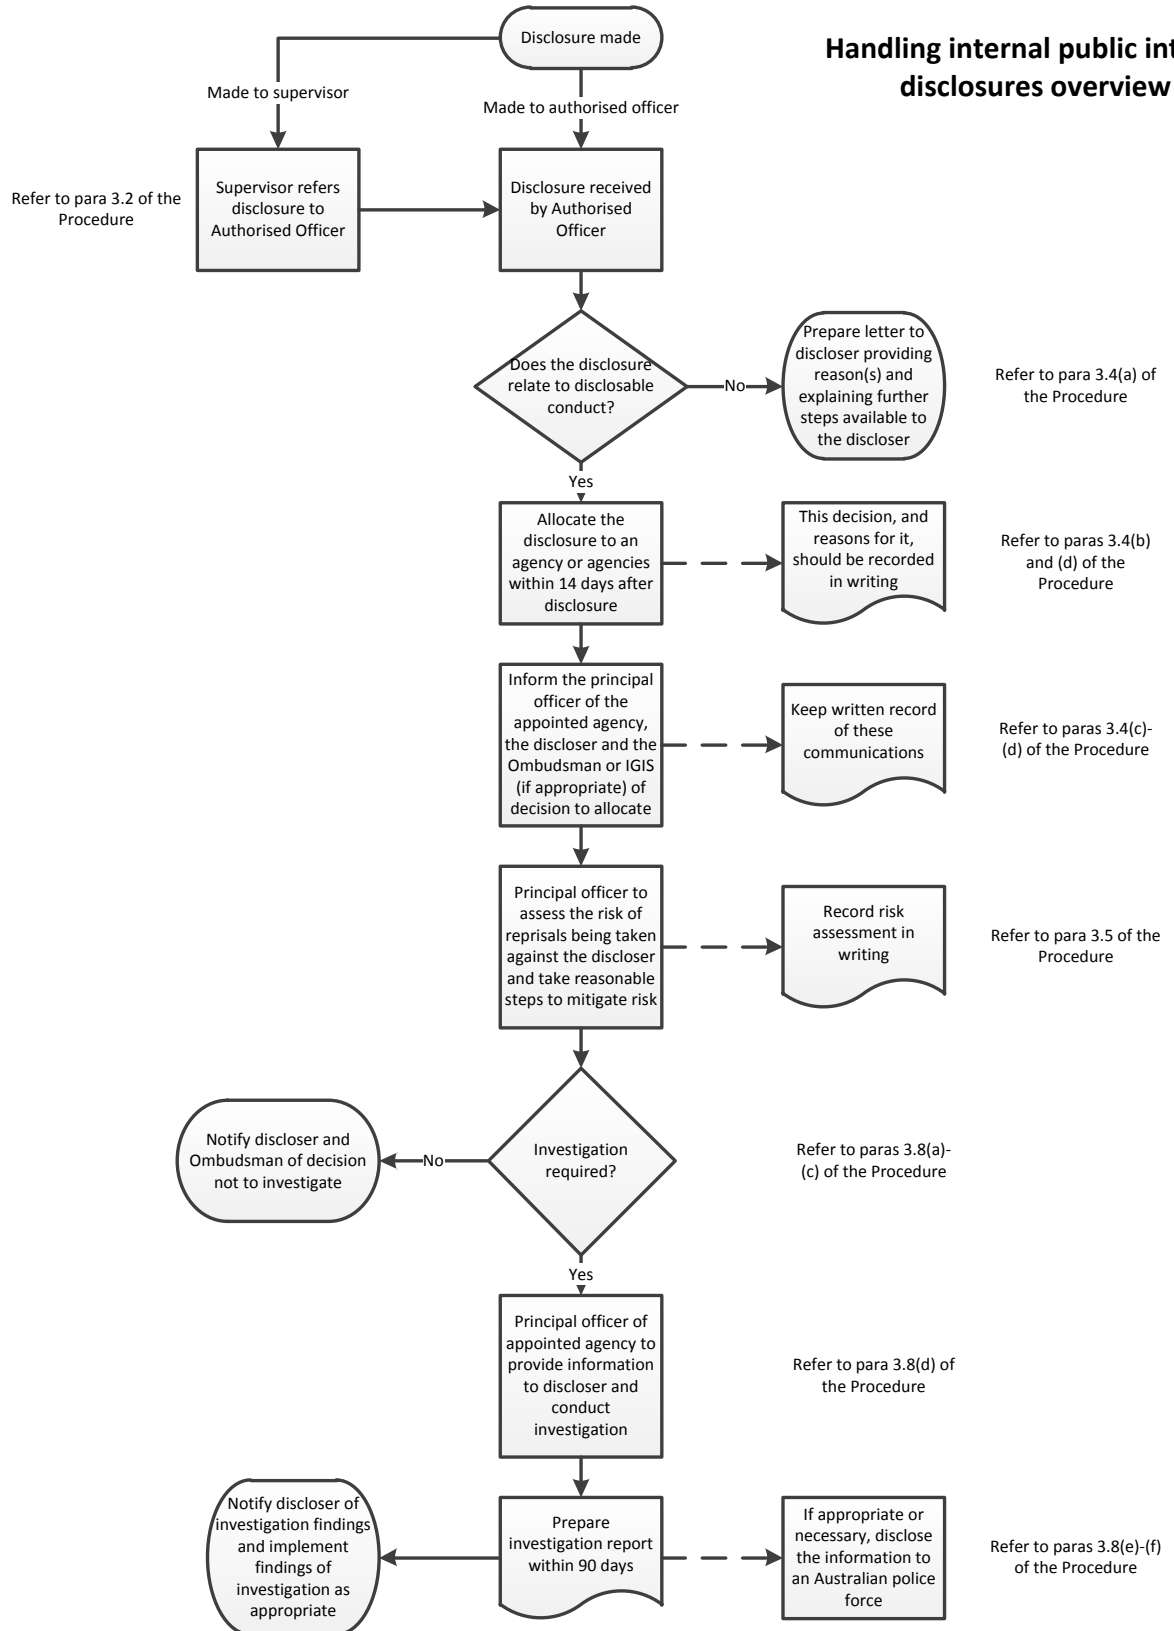 Disclosure made
Handling internal public
disclosures overview
Made to supervisor
Made to authorised officer
Refer to para 3.2 of the
Procedure
Supervisor refers
disclosure to
Authorised Officer
Disclosure received
by Authorised
Officer
Does the disclosure
relate to disclosable
conduct?
No
Prepare letter to
discloser providing
reason(s) and
explaining further
steps available to
the discloser
Refer to para 3.4(a) of
the Procedure
Yes
Allocate the
disclosure to an
agency or agencies
within 14 days after
disclosure
This decision, and
reasons for it,
should be recorded
in writing
Refer to paras 3.4(b)
and (d) of the
Procedure
Inform the principal
officer of the
appointed agency,
the discloser and the
Ombudsman or IGIS
(if appropriate) of
decision to allocate
Keep written record
of these
communications
Refer to paras 3.4(c)-
(d) of the Procedure
Principal officer to
assess the risk of
reprisals being taken
against the discloser
and take reasonable
steps to mitigate risk
Record risk
assessment in
writing
Refer to para 3.5 of the
Procedure
Notify discloser and
Ombudsman of decision
not to investigate
No
Investigation
required?
Refer to paras 3.8(a)-
(c) of the Procedure
Yes
Principal officer of
appointed agency to
provide information
to discloser and
conduct
investigation
Refer to para 3.8(d) of
the Procedure
Notify discloser of
investigation findings
and implement
findings of
investigation as
appropriate
Prepare
investigation report
within 90 days
If appropriate or
necessary, disclose
the information to
an Australian police
force
Refer to paras 3.8(e)-(f)
of the Procedure